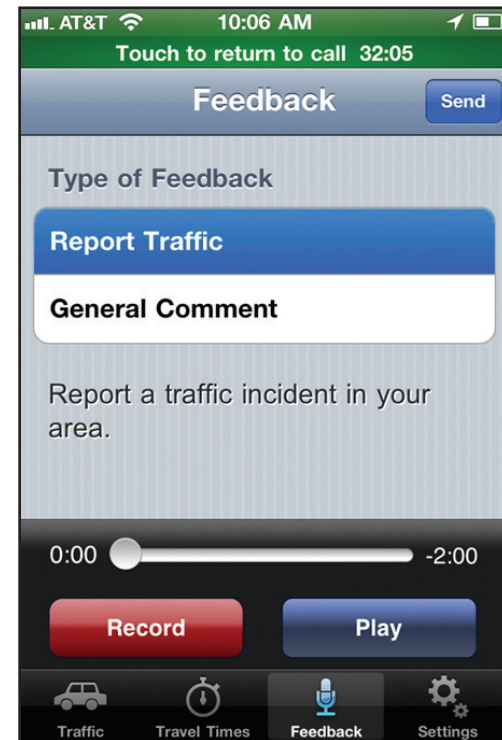 AT&T 10:06 AM
Touch to return to call 32:05
Feedback Send
Type of Feedback
Report Traffic
General Comment
Report a traffic incident in your
area.
0:00 -2:00
Record Play
Traffic Travel Times Feedback Settings